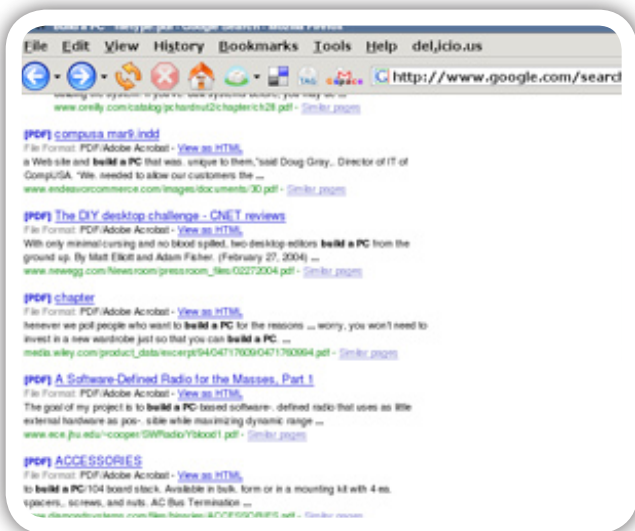 build a PC filetype:pdf - Google Search - Mozilla Firefox
File Edit View History Bookmarks Tools Help del.icio.us
http://www.google.com/search
www.oreilly.com/catalog/pchardnut2/chapter/ch28.pdf - Similar pages
[PDF] compusa mar9.indd
File Format: PDF/Adobe Acrobat - View as HTML
a Web site and build a PC that was. unique to them,"said Doug Gray,. Director of IT of
CompUSA. "We. needed to allow our customers the ...
www.endeavorcommerce.com/images/documents/30.pdf - Similar pages
[PDF] The DIY desktop challenge - CNET reviews
File Format: PDF/Adobe Acrobat - View as HTML
With only minimal cursing and no blood spilled, two desktop editors build a PC from the
ground up. By Matt Elliott and Adam Fisher. (February 27, 2004) ...
www.newegg.com/Newsroom/pressroom_files/02272004.pdf - Similar pages
[PDF] chapter
File Format: PDF/Adobe Acrobat - View as HTML
henever we poll people who want to build a PC for the reasons ... worry, you won't need to
invest in a new wardrobe just so that you can build a PC. ...
media.wiley.com/product_data/excerpt/94/04717609/0471760994.pdf - Similar pages
[PDF] A Software-Defined Radio for the Masses, Part 1
File Format: PDF/Adobe Acrobat - View as HTML
The goal of my project is to build a PC-based software-. defined radio that uses as little
external hardware as pos-. sible while maximizing dynamic range ...
www.ece.jhu.edu/~cooper/SWRadio/Yblood1.pdf - Similar pages
[PDF] ACCESSORIES
File Format: PDF/Adobe Acrobat - View as HTML
to build a PC/104 board stack. Available in bulk. form or in a mounting kit with 4 ea.
spacers,. screws, and nuts. AC Bus Termination ...
www.diamondsystems.com/files/binaries/ACCESSORIES.pdf - Similar pages